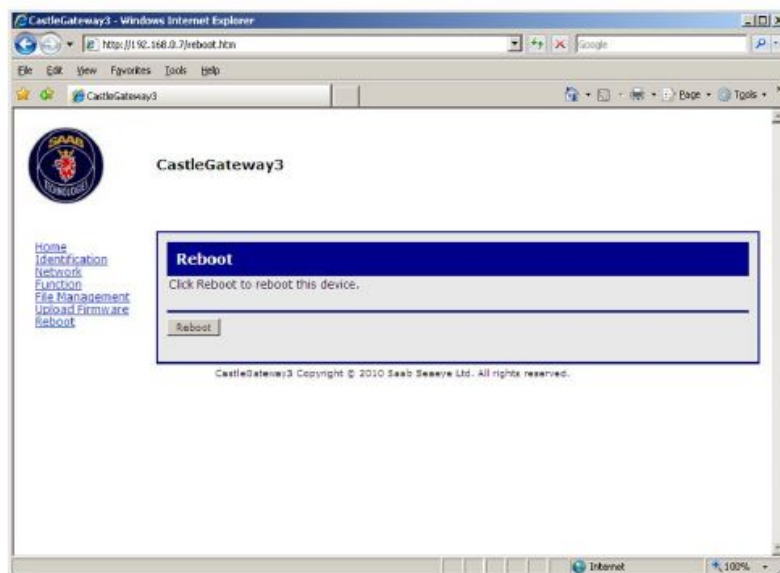 CastleGateway3 - Windows Internet Explorer
http://192.168.0.7/reboot.htm
Google
File Edit View Favorites Tools Help
CastleGateway3
Page Tools
SAAB
TECHNOLOGIES
CastleGateway3
Home
Identification
Network
Function
File Management
Upload Firmware
Reboot
Reboot
Click Reboot to reboot this device.
Reboot
CastleGateway3 Copyright © 2010 Saab Seaeye Ltd. All rights reserved.
Internet
100%